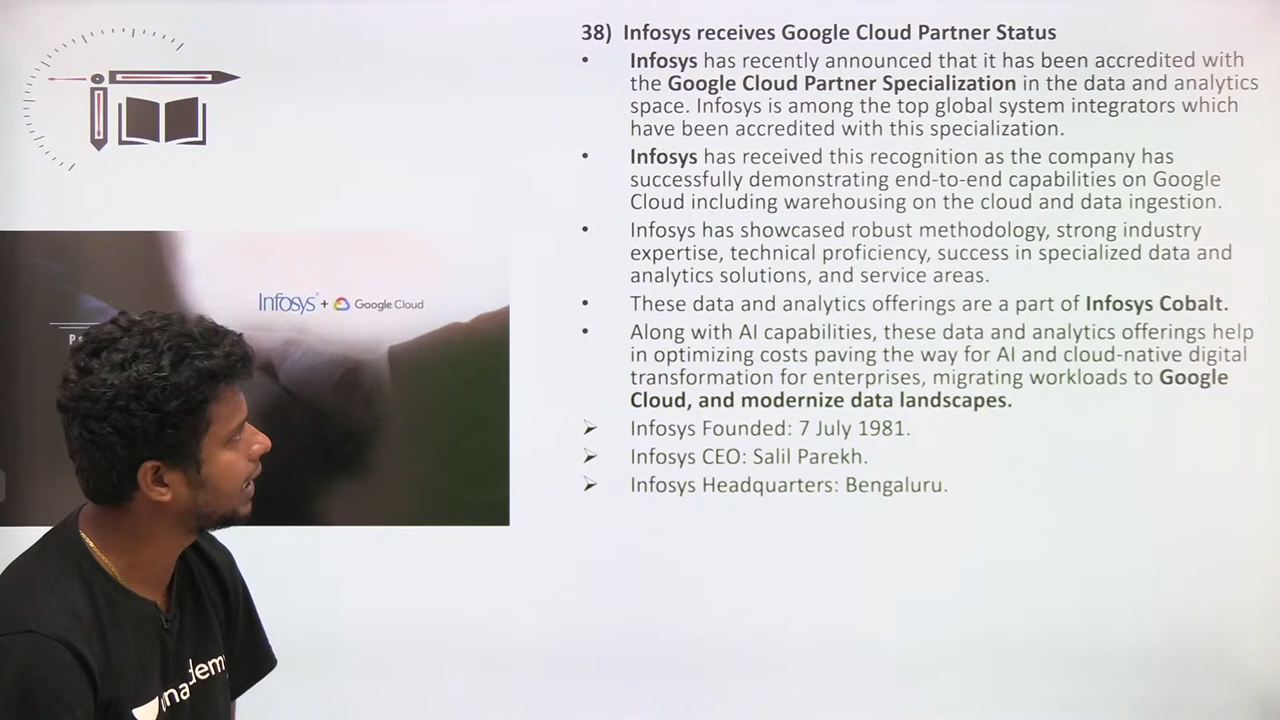 38) Infosys receives Google Cloud Partner Status
• Infosys has recently announced that it has been accredited with
the Google Cloud Partner Specialization in the data and analytics
space. Infosys is among the top global system integrators which
have been accredited with this specialization.
• Infosys has received this recognition as the company has
successfully demonstrating end-to-end capabilities on Google
Cloud including warehousing on the cloud and data ingestion.
• Infosys has showcased robust methodology, strong industry
expertise, technical proficiency, success in specialized data and
analytics solutions, and service areas.
• These data and analytics offerings are a part of Infosys Cobalt.
• Along with AI capabilities, these data and analytics offerings help
in optimizing costs paving the way for AI and cloud-native digital
transformation for enterprises, migrating workloads to Google
Cloud, and modernize data landscapes.
➢ Infosys Founded: 7 July 1981.
➢ Infosys CEO: Salil Parekh.
➢ Infosys Headquarters: Bengaluru.
Infosys® + Google Cloud
unacademy